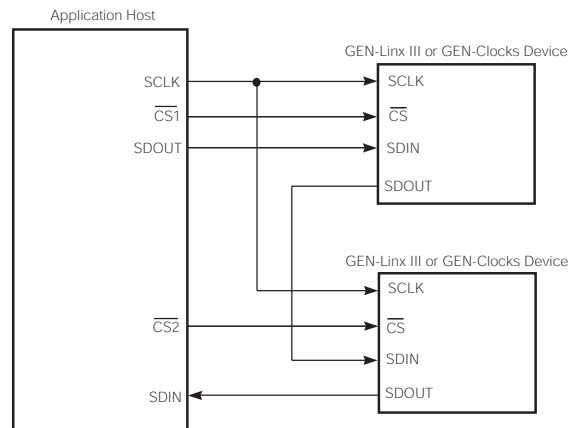 Application Host
GEN-Linx III or GEN-Clocks Device
SCLK
SCLK
CS1
CS
SDOUT
SDIN
SDOUT
GEN-Linx III or GEN-Clocks Device
SCLK
CS2
CS
SDIN
SDIN
SDOUT